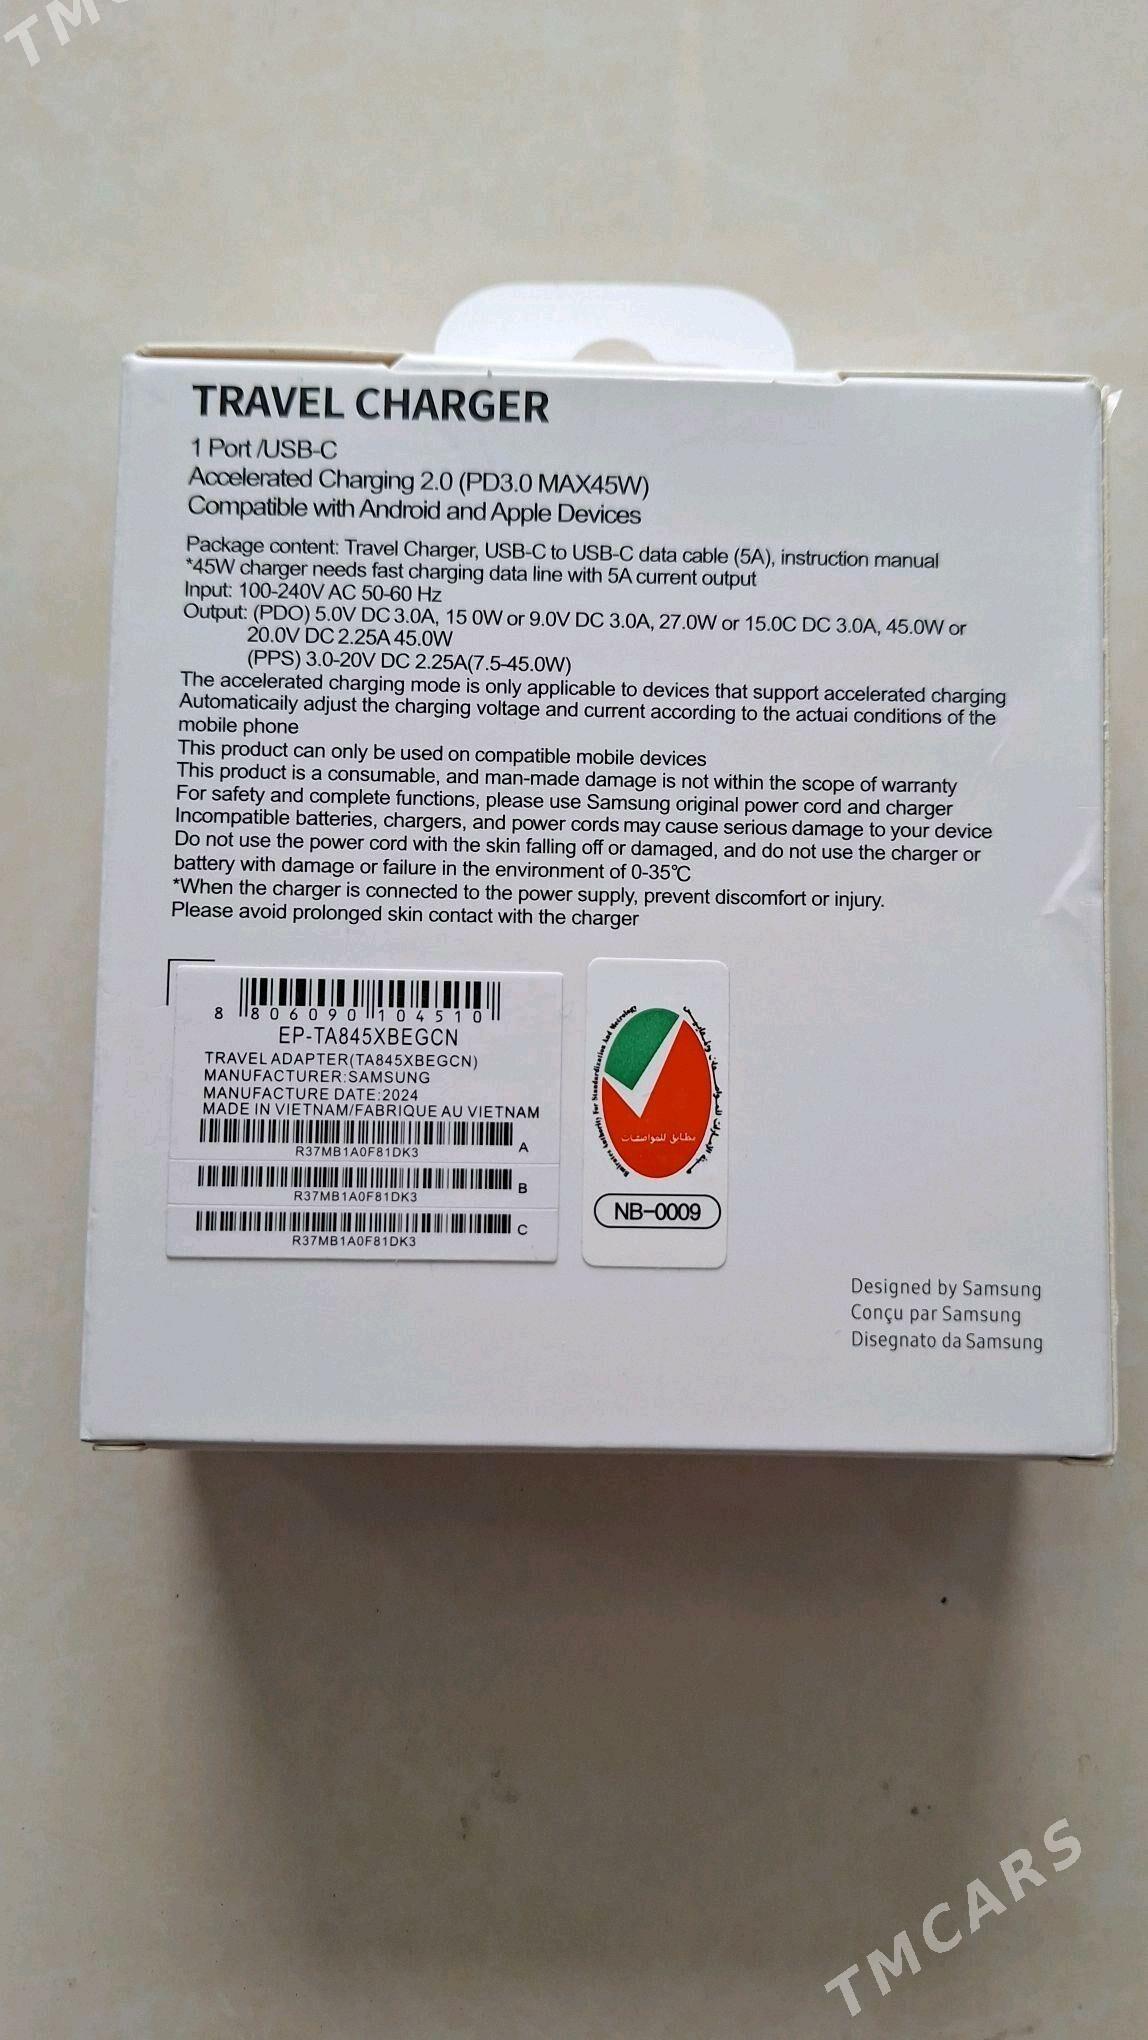 TMC
TRAVEL CHARGER
1 Port /USB-C
Accelerated Charging 2.0 (PD3.0 MAX45W)
Compatible with Android and Apple Devices
Package content: Travel Charger, USB-C to USB-C data cable (5A), instruction manual
*45W charger needs fast charging data line with 5A current output
Input: 100-240V AC 50-60 Hz
Output: (PDO) 5.0V DC 3.0A, 15 0W or 9.0V DC 3.0A, 27.0W or 15.0C DC 3.0A, 45.0W or
20.0V DC 2.25A 45.0W
(PPS) 3.0-20V DC 2.25A(7.5-45.0W)
The accelerated charging mode is only applicable to devices that support accelerated charging
Automaticaily adjust the charging voltage and current according to the actuai conditions of the
mobile phone
This product can only be used on compatible mobile devices
This product is a consumable, and man-made damage is not within the scope of warranty
For safety and complete functions, please use Samsung original power cord and charger
Incompatible batteries, chargers, and power cords may cause serious damage to your device
Do not use the power cord with the skin falling off or damaged, and do not use the charger or
battery with damage or failure in the environment of 0-35℃
*When the charger is connected to the power supply, prevent discomfort or injury.
Please avoid prolonged skin contact with the charger
8 806090 104510
EP-TA845XBEGCN
TRAVEL ADAPTER(TA845XBEGCN)
MANUFACTURER:SAMSUNG
MANUFACTURE DATE:2024
MADE IN VIETNAM/FABRIQUE AU VIETNAM
A
R37MB1A0F81DK3
B
R37MB1A0F81DK3
C
R37MB1A0F81DK3
Emirates Authority For Standardization And Metrology
هيئة الإمارات للمواصفات والمقاييس
مطابق للمواصفات
NB-0009
Designed by Samsung
Conçu par Samsung
Disegnato da Samsung
TMCARS